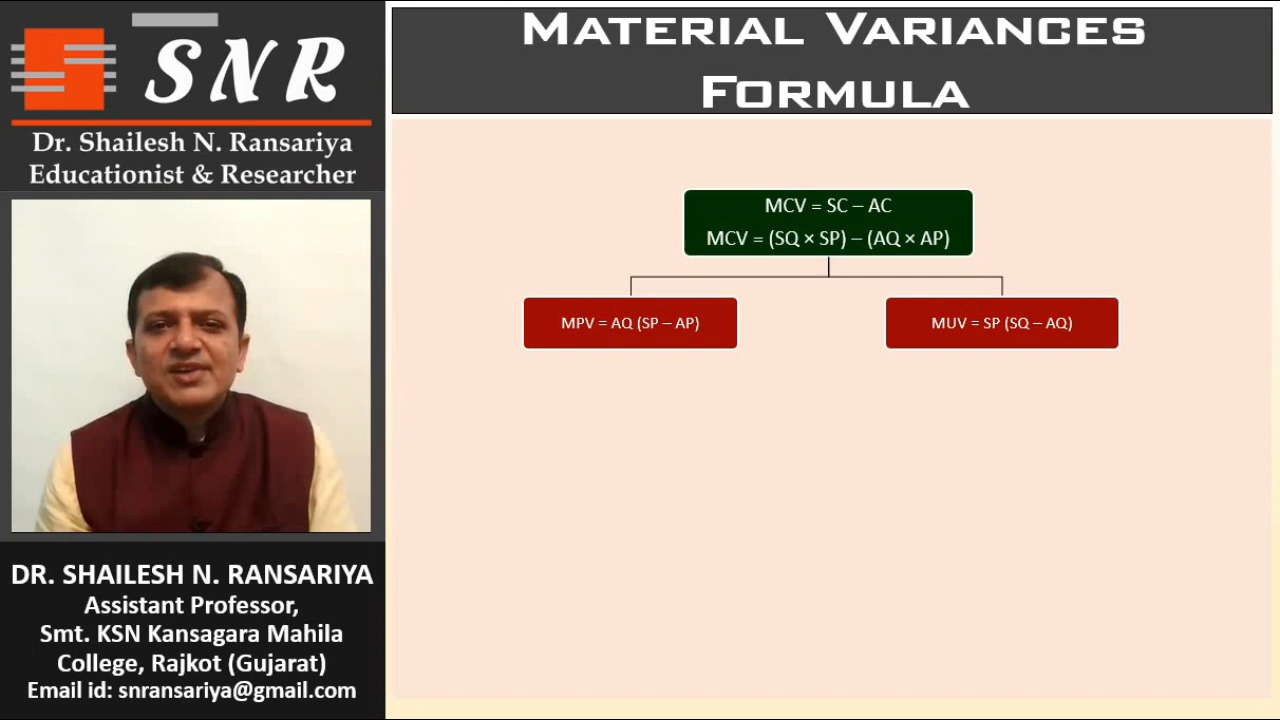 SNR
Dr. Shailesh N. Ransariya
Educationist & Researcher
DR. SHAILESH N. RANSARIYA
Assistant Professor,
Smt. KSN Kansagara Mahila
College, Rajkot (Gujarat)
Email id: snransariya@gmail.com
MATERIAL VARIANCES
FORMULA
MCV = SC – AC
MCV = (SQ × SP) – (AQ × AP)
MPV = AQ (SP – AP)
MUV = SP (SQ – AQ)